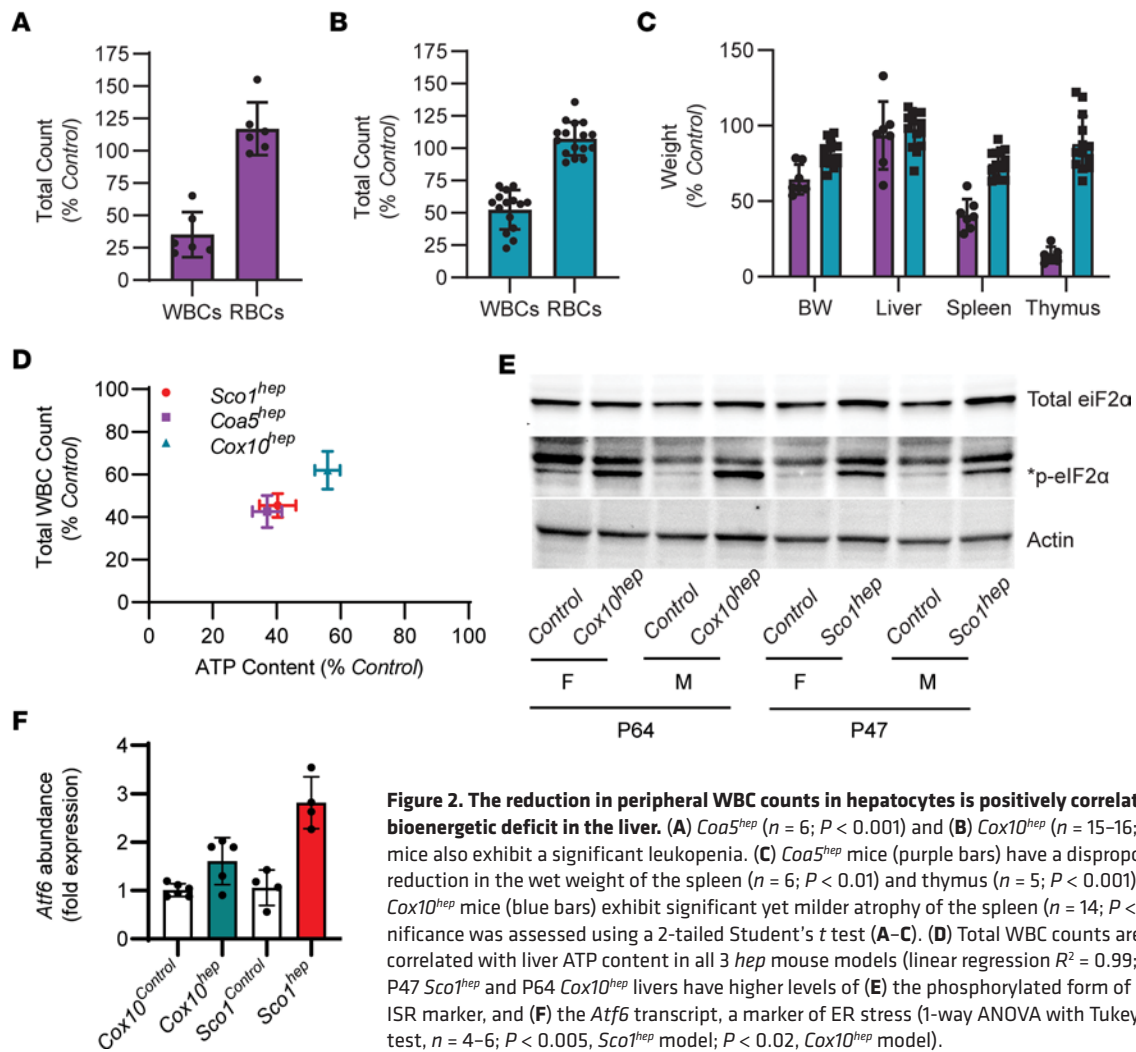 A
Total Count
(% Control)
175
150
125
100
75
50
25
0
WBCs RBCs
B
Total Count
(% Control)
175
150
125
100
75
50
25
0
WBCs RBCs
C
Weight
(% Control)
150
100
50
0
BW Liver Spleen Thymus
D
Total WBC Count
(% Control)
100
80
60
40
20
0
Sco1hep
Coa5hep
Cox10hep
0 20 40 60 80 100
ATP Content (% Control)
E
Total eiF2α
*p-eIF2α
Actin
Control Cox10hep Control Cox10hep Control Sco1hep Control Sco1hep
F M F M
P64 P47
F
Atf6 abundance
(fold expression)
4
3
2
1
0
Cox10Control Cox10hep Sco1Control Sco1hep
Figure 2. The reduction in peripheral WBC counts in hepatocytes is positively correlat
bioenergetic deficit in the liver. (A) Coa5hep (n = 6; P < 0.001) and (B) Cox10hep (n = 15–16;
mice also exhibit a significant leukopenia. (C) Coa5hep mice (purple bars) have a dispropo
reduction in the wet weight of the spleen (n = 6; P < 0.01) and thymus (n = 5; P < 0.001)
Cox10hep mice (blue bars) exhibit significant yet milder atrophy of the spleen (n = 14; P <
nificance was assessed using a 2-tailed Student's t test (A–C). (D) Total WBC counts are
correlated with liver ATP content in all 3 hep mouse models (linear regression R2 = 0.99;
P47 Sco1hep and P64 Cox10hep livers have higher levels of (E) the phosphorylated form of
ISR marker, and (F) the Atf6 transcript, a marker of ER stress (1-way ANOVA with Tukey
test, n = 4–6; P < 0.005, Sco1hep model; P < 0.02, Cox10hep model).